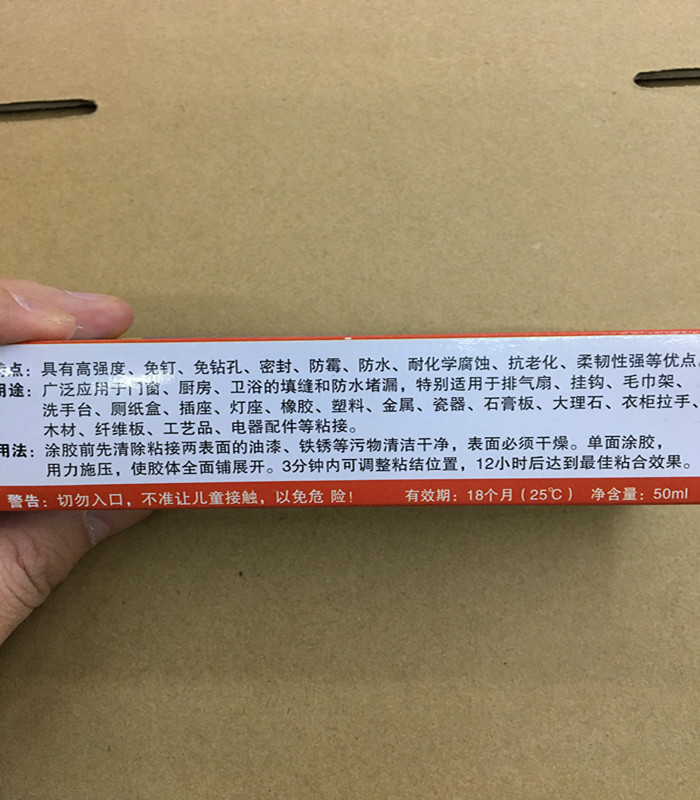 特点：具有高强度、免钉、免钻孔、密封、防霉、防水、耐化学腐蚀、抗老化、柔韧性强等优点。
用途：广泛应用于门窗、厨房、卫浴的填缝和防水堵漏，特别适用于排气扇、挂钩、毛巾架、
洗手台、厕纸盒、插座、灯座、橡胶、塑料、金属、瓷器、石膏板、大理石、衣柜拉手、
木材、纤维板、工艺品、电器配件等粘接。
用法：涂胶前先清除粘接两表面的油漆、铁锈等污物清洁干净，表面必须干燥。单面涂胶，
用力施压，使胶体全面铺展开。3分钟内可调整粘结位置，12小时后达到最佳粘合效果。
警告：切勿入口，不准让儿童接触，以免危 险！ 有效期：18个月（25℃） 净含量：50ml